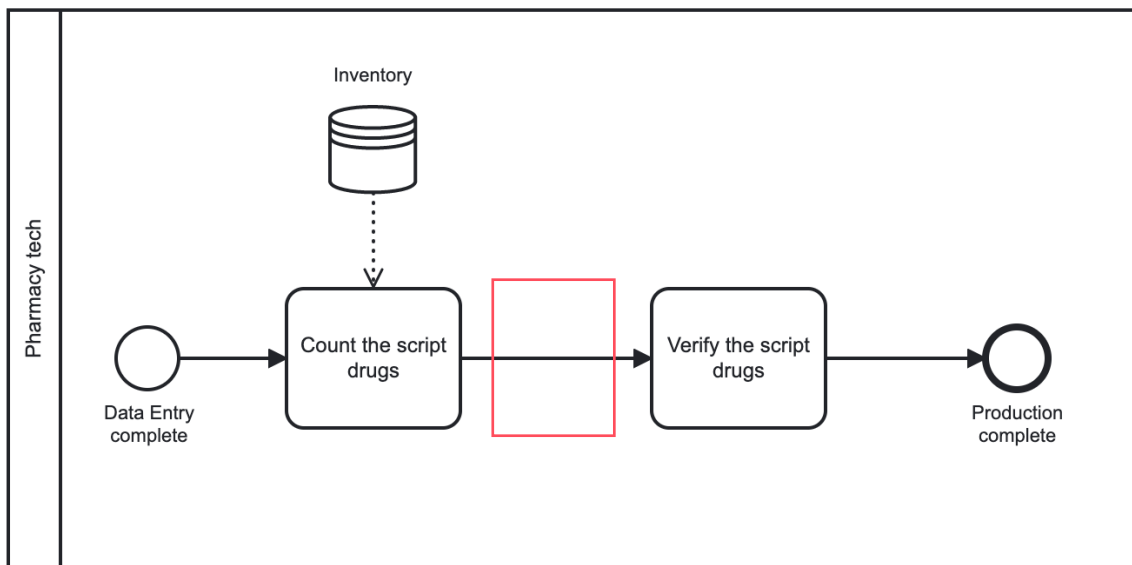 Pharmacy tech
Inventory
Count the script
drugs
Verify the script
drugs
Data Entry
complete
Production
complete